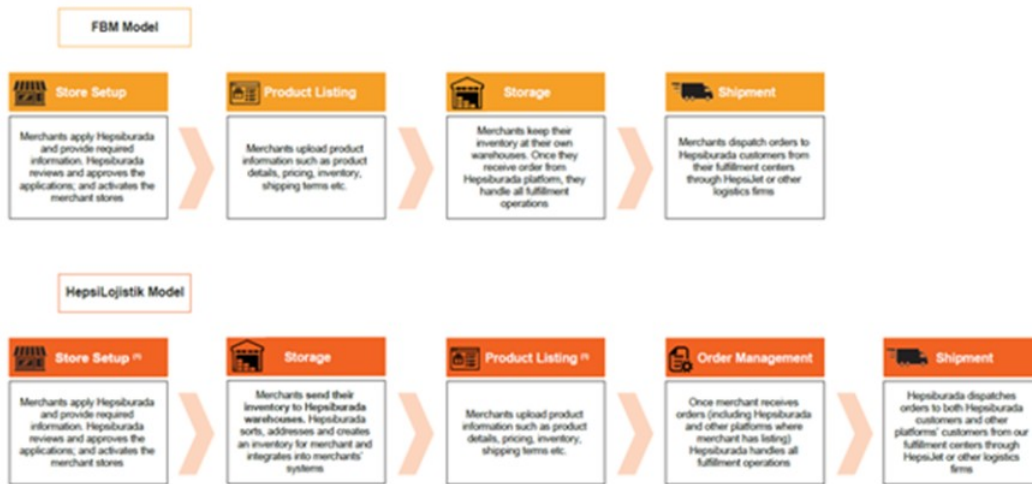 FBM Model
Store Setup
Product Listing
Storage
Shipment
Merchants apply Hepsiburada
and provide required
information. Hepsiburada
reviews and approves the
applications; and activates the
merchant stores
Merchants upload product
information such as product
details, pricing, inventory,
shipping terms etc.
Merchants keep their
inventory at their own
warehouses. Once they
receive order from
Hepsiburada platform, they
handle all fulfillment
operations
Merchants dispatch orders to
Hepsiburada customers from
their fulfillment centers
through HepsiJet or other
logistics firms
HepsiLojistik Model
Store Setup
Storage
Product Listing
Order Management
Shipment
Merchants apply Hepsiburada
and provide required
information. Hepsiburada
reviews and approves the
applications; and activates the
merchant stores
Merchants send their
inventory to Hepsiburada
warehouses. Hepsiburada
sorts, addresses and creates
an inventory for merchant and
integrates into merchants'
systems
Merchants upload product
information such as product
details, pricing, inventory,
shipping terms etc.
Once merchant receives
orders (including Hepsiburada
and other platforms where
merchant has listing)
Hepsiburada handles all
fulfillment operations
Hepsiburada dispatches
orders to both Hepsiburada
customers and other
platforms' customers from our
fulfillment centers through
HepsiJet or other logistics
firms